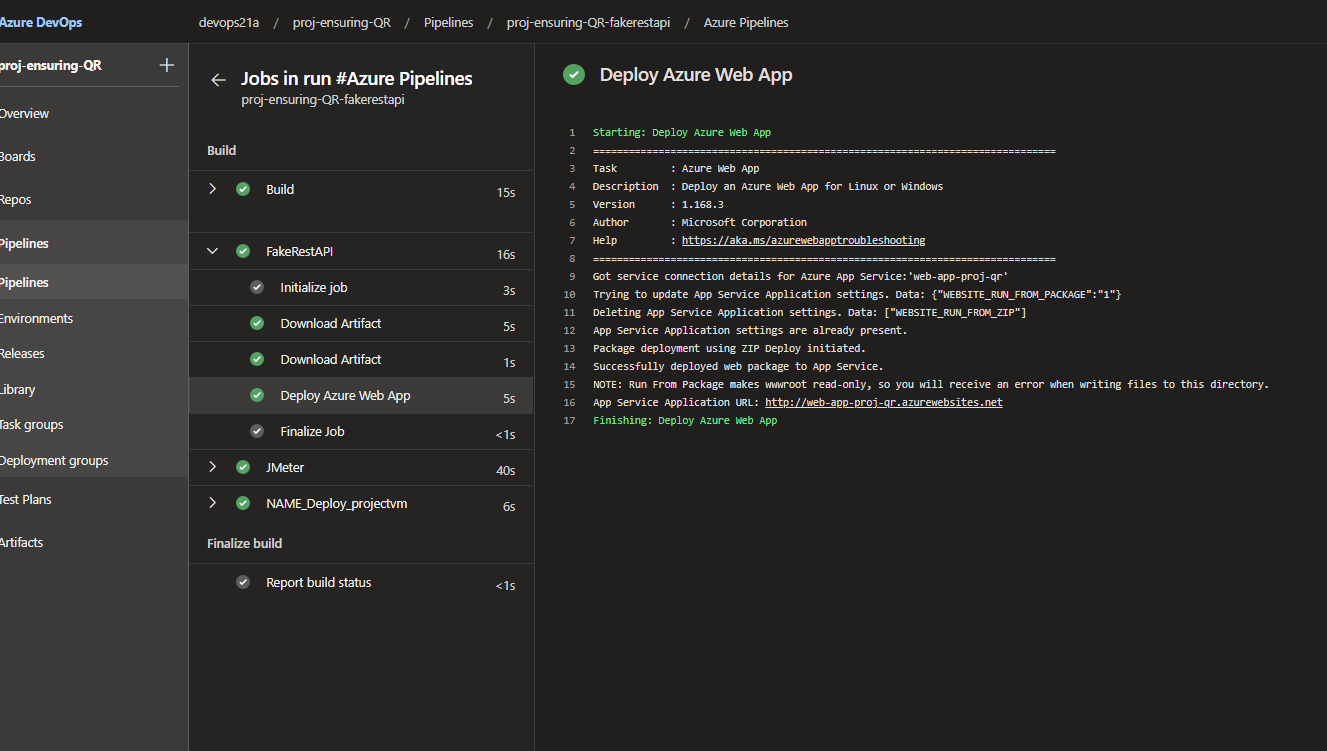 Azure DevOps
devops21a / proj-ensuring-QR / Pipelines / proj-ensuring-QR-fakerestapi / Azure Pipelines
proj-ensuring-QR
Overview
Boards
Repos
Pipelines
Pipelines
Environments
Releases
Library
Task groups
Deployment groups
Test Plans
Artifacts
Jobs in run #Azure Pipelines
proj-ensuring-QR-fakerestapi
Build
Build 15s
FakeRestAPI 16s
Initialize job 3s
Download Artifact 5s
Download Artifact 1s
Deploy Azure Web App 5s
Finalize Job <1s
JMeter 40s
NAME_Deploy_projectvm 6s
Finalize build
Report build status <1s
Deploy Azure Web App
1 Starting: Deploy Azure Web App
2 ==============================================================================
3 Task         : Azure Web App
4 Description  : Deploy an Azure Web App for Linux or Windows
5 Version      : 1.168.3
6 Author       : Microsoft Corporation
7 Help         : https://aka.ms/azurewebapptroubleshooting
8 ==============================================================================
9 Got service connection details for Azure App Service:'web-app-proj-qr'
10 Trying to update App Service Application settings. Data: {"WEBSITE_RUN_FROM_PACKAGE":"1"}
11 Deleting App Service Application settings. Data: ["WEBSITE_RUN_FROM_ZIP"]
12 App Service Application settings are already present.
13 Package deployment using ZIP Deploy initiated.
14 Successfully deployed web package to App Service.
15 NOTE: Run From Package makes wwwroot read-only, so you will receive an error when writing files to this directory.
16 App Service Application URL: http://web-app-proj-qr.azurewebsites.net
17 Finishing: Deploy Azure Web App